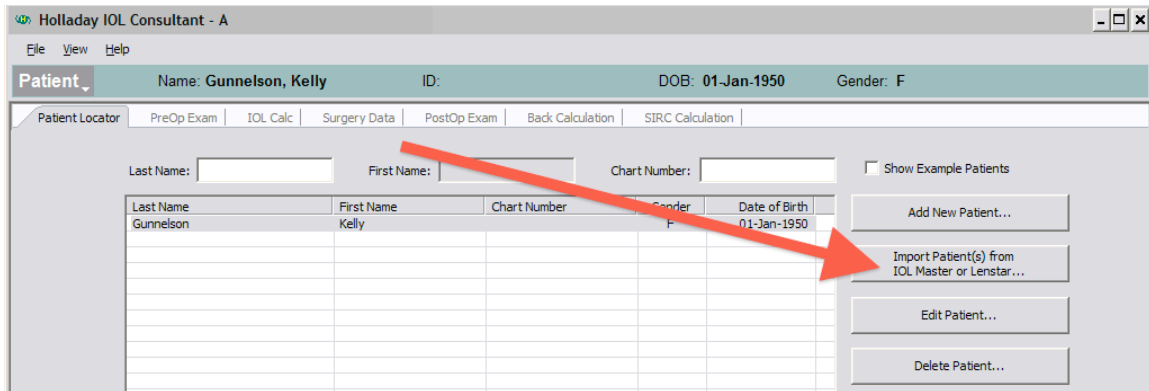 Holladay IOL Consultant - A
File View Help
Patient Name: Gunnelson, Kelly ID: DOB: 01-Jan-1950 Gender: F
Patient Locator PreOp Exam IOL Calc Surgery Data PostOp Exam Back Calculation SIRC Calculation
Last Name: First Name: Chart Number: Show Example Patients
Last Name First Name Chart Number Gender Date of Birth
Gunnelson Kelly F 01-Jan-1950
Add New Patient...
Import Patient(s) from
IOL Master or Lenstar...
Edit Patient...
Delete Patient...